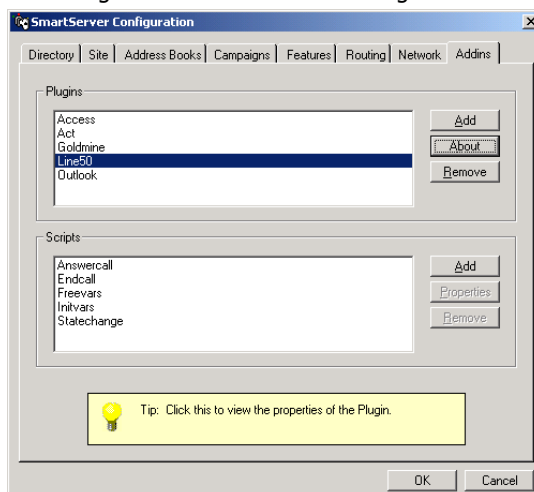 SmartServer Configuration
Directory Site Address Books Campaigns Features Routing Network Addins
Plugins
Access
Act
Goldmine
Line50
Outlook
Add
About
Remove
Scripts
Answercall
Endcall
Freevars
Initvars
Statechange
Add
Properties
Remove
Tip: Click this to view the properties of the Plugin.
OK Cancel